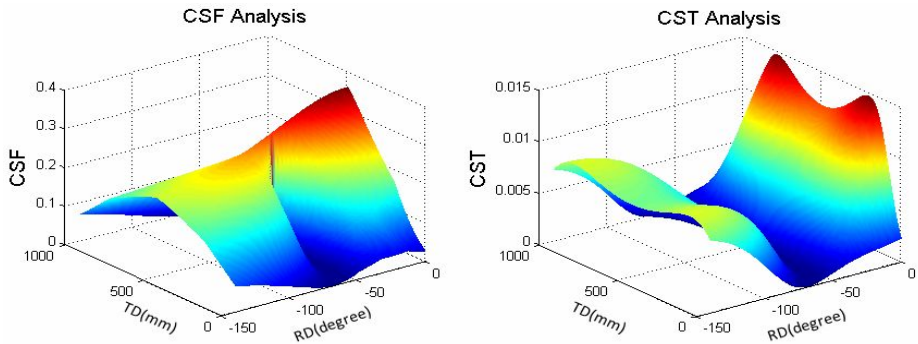 CSF Analysis
CSF
0.4
0.3
0.2
0.1
0
1000
500
0
TD(mm)
-150
-100
-50
0
RD(degree)
CST Analysis
CST
0.015
0.01
0.005
0
1000
500
0
TD(mm)
-150
-100
-50
0
RD(degree)